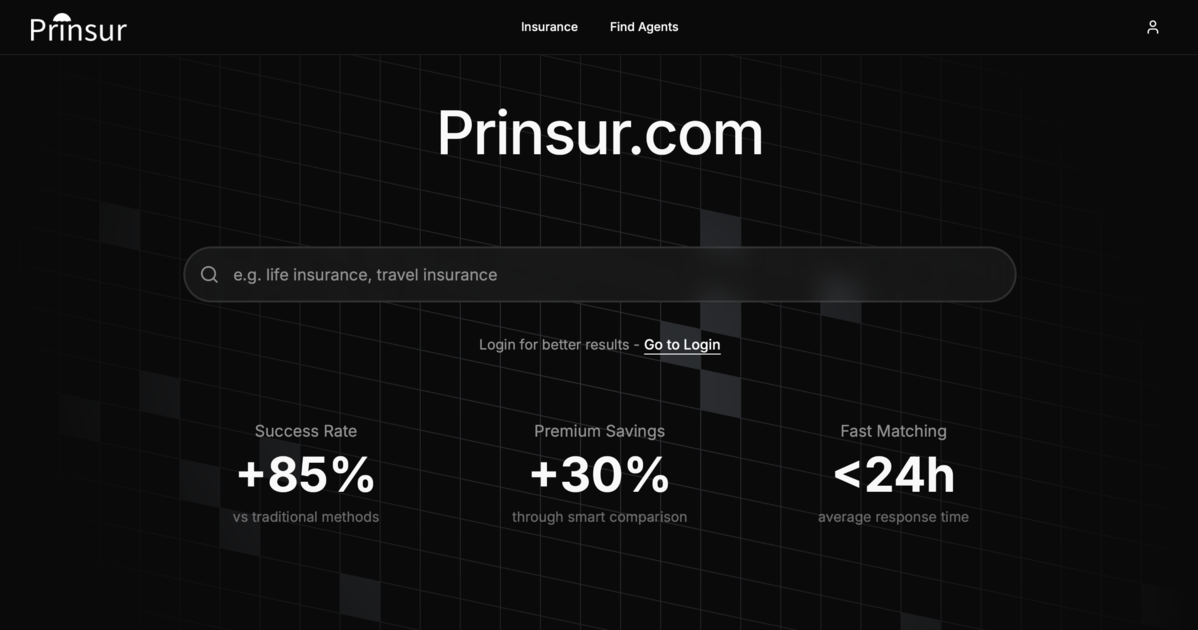 Prinsur
Insurance
Find Agents
Prinsur.com
e.g. life insurance, travel insurance
Login for better results - Go to Login
Success Rate
+85%
vs traditional methods
Premium Savings
+30%
through smart comparison
Fast Matching
<24h
average response time